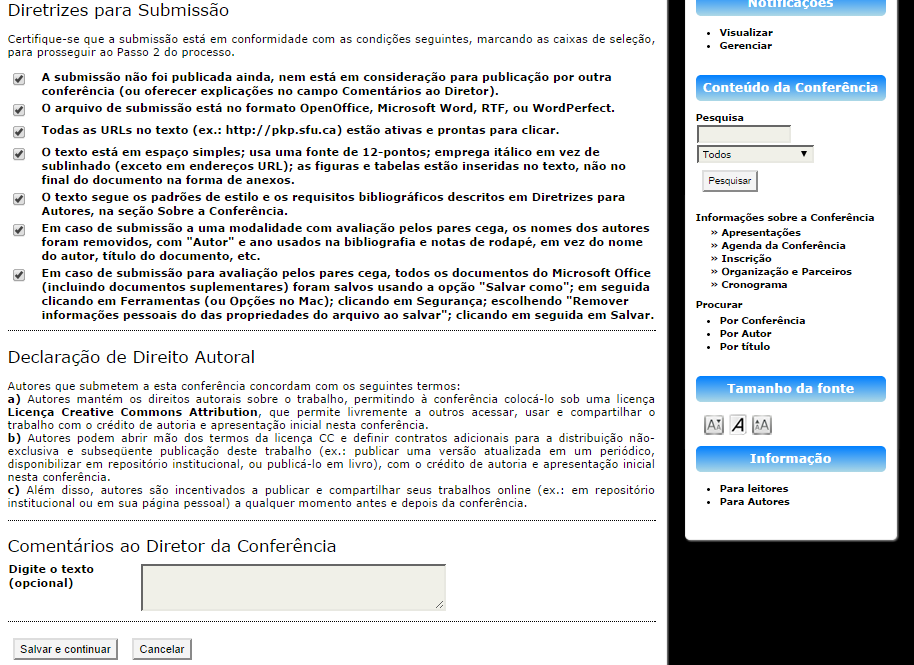 Diretrizes para Submissão
Certifique-se que a submissão está em conformidade com as condições seguintes, marcando as caixas de seleção,
para prosseguir ao Passo 2 do processo.
A submissão não foi publicada ainda, nem está em consideração para publicação por outra
conferência (ou oferecer explicações no campo Comentários ao Diretor).
O arquivo de submissão está no formato OpenOffice, Microsoft Word, RTF, ou WordPerfect.
Todas as URLs no texto (ex.: http://pkp.sfu.ca) estão ativas e prontas para clicar.
O texto está em espaço simples; usa uma fonte de 12-pontos; emprega itálico em vez de
sublinhado (exceto em endereços URL); as figuras e tabelas estão inseridas no texto, não no
final do documento na forma de anexos.
O texto segue os padrões de estilo e os requisitos bibliográficos descritos em Diretrizes para
Autores, na seção Sobre a Conferência.
Em caso de submissão a uma modalidade com avaliação pelos pares cega, os nomes dos autores
foram removidos, com "Autor" e ano usados na bibliografia e notas de rodapé, em vez do nome
do autor, título do documento, etc.
Em caso de submissão para avaliação pelos pares cega, todos os documentos do Microsoft Office
(incluindo documentos suplementares) foram salvos usando a opção "Salvar como"; em seguida
clicando em Ferramentas (ou Opções no Mac); clicando em Segurança; escolhendo "Remover
informações pessoais do das propriedades do arquivo ao salvar"; clicando em seguida em Salvar.
Declaração de Direito Autoral
Autores que submetem a esta conferência concordam com os seguintes termos:
a) Autores mantém os direitos autorais sobre o trabalho, permitindo à conferência colocá-lo sob uma licença
Licença Creative Commons Attribution, que permite livremente a outros acessar, usar e compartilhar o
trabalho com o crédito de autoria e apresentação inicial nesta conferência.
b) Autores podem abrir mão dos termos da licença CC e definir contratos adicionais para a distribuição não-
exclusiva e subseqüente publicação deste trabalho (ex.: publicar uma versão atualizada em um periódico,
disponibilizar em repositório institucional, ou publicá-lo em livro), com o crédito de autoria e apresentação inicial
nesta conferência.
c) Além disso, autores são incentivados a publicar e compartilhar seus trabalhos online (ex.: em repositório
institucional ou em sua página pessoal) a qualquer momento antes e depois da conferência.
Comentários ao Diretor da Conferência
Digite o texto
(opcional)
Salvar e continuar
Cancelar
Notificações
Visualizar
Gerenciar
Conteúdo da Conferência
Pesquisa
Todos
Pesquisar
Informações sobre a Conferência
» Apresentações
» Agenda da Conferência
» Inscrição
» Organização e Parceiros
» Cronograma
Procurar
Por Conferência
Por Autor
Por título
Tamanho da fonte
Informação
Para leitores
Para Autores